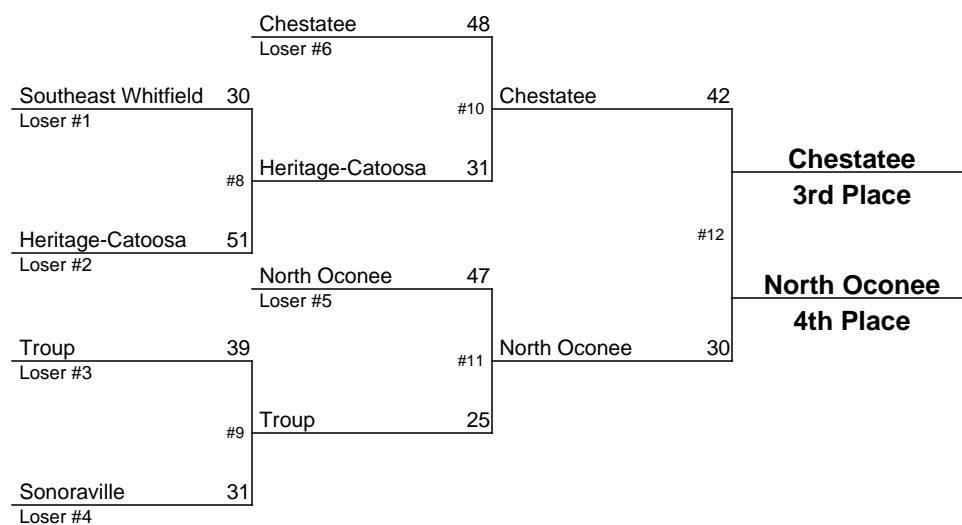 Chestatee 48
Loser #6
Southeast Whitfield 30
Loser #1
#10
Chestatee 42
#8
Heritage-Catoosa 31
Chestatee
3rd Place
Heritage-Catoosa 51
Loser #2
#12
North Oconee 47
Loser #5
North Oconee
4th Place
Troup 39
Loser #3
#11
North Oconee 30
#9
Troup 25
Sonoraville 31
Loser #4